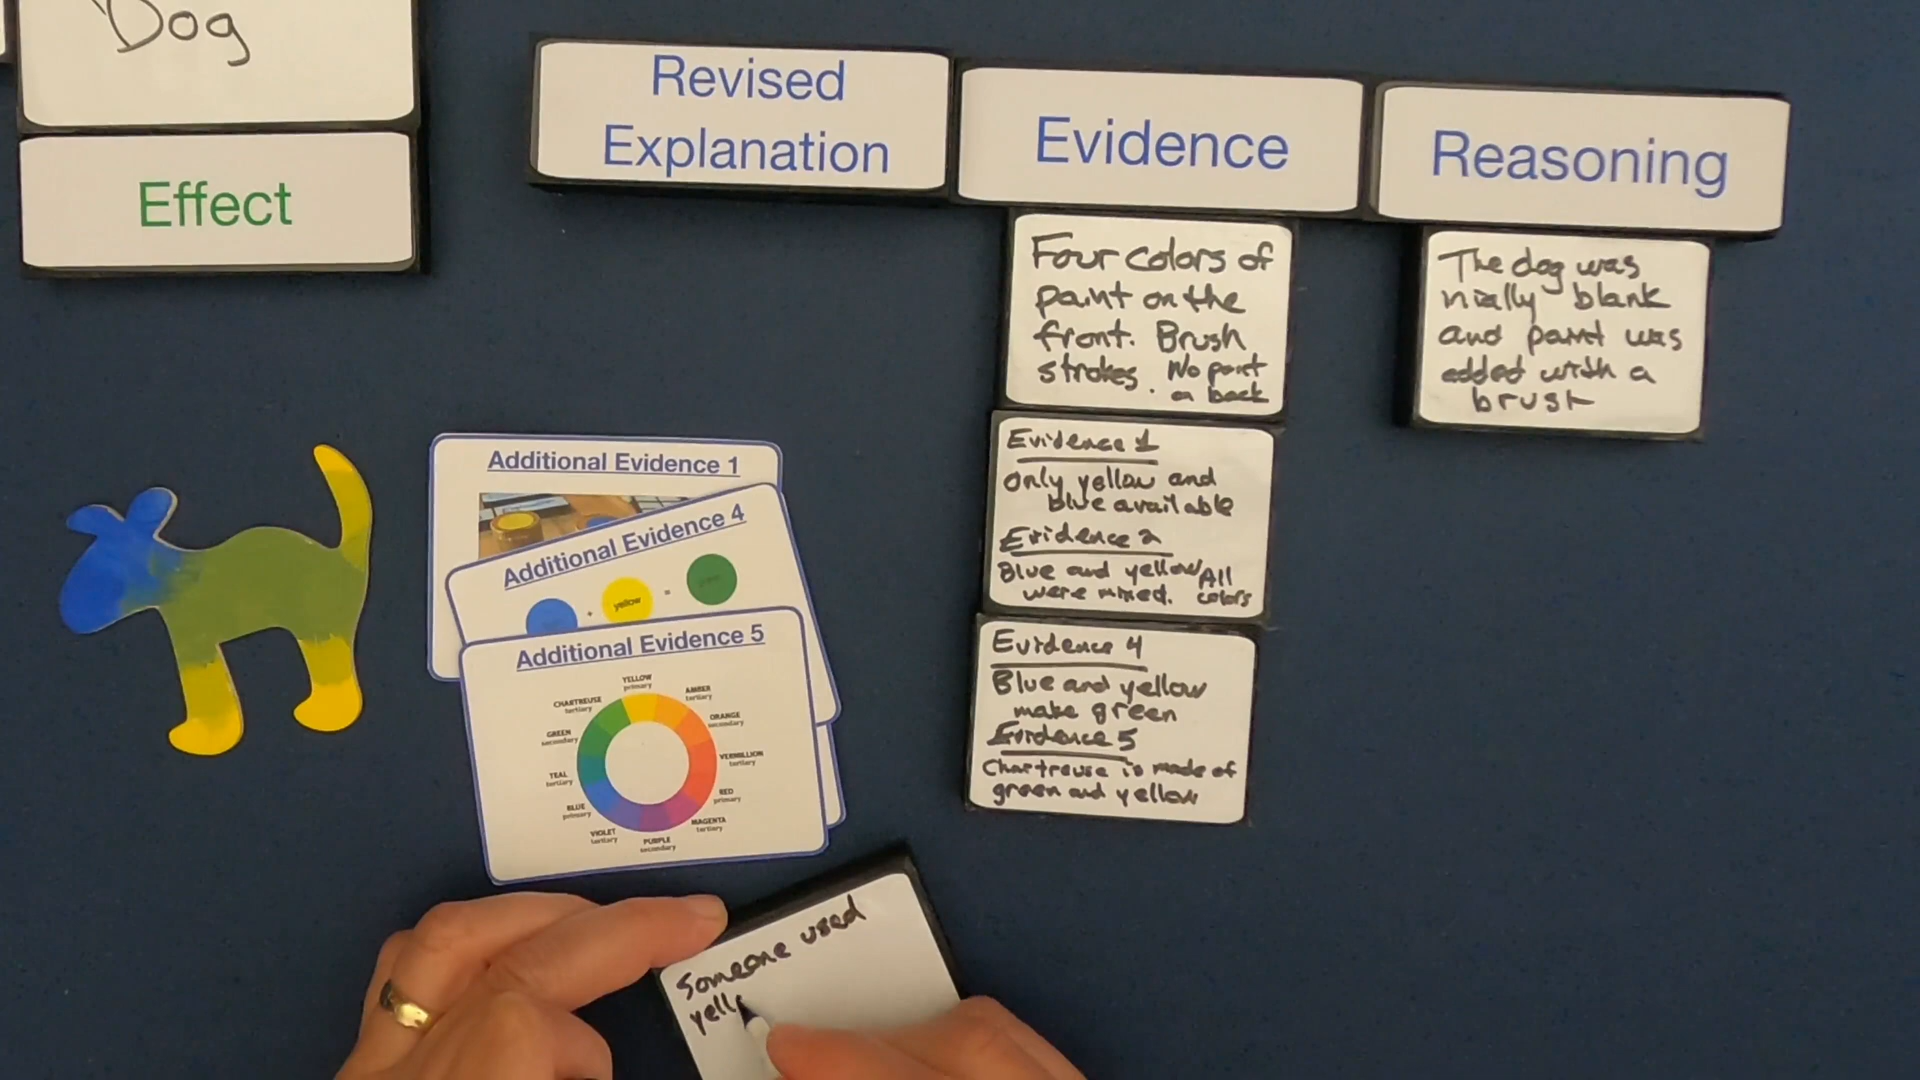 Dog
Effect
Revised
Explanation
Evidence
Reasoning
Four colors of
paint on the
front. Brush
strokes. No paint
on back
The dog was
blank
and paint was
added with a
brush
Evidence 1
Only yellow and
blue available
Evidence 2
Blue and yellow
were mixed.
All
colors
Evidence 4
Blue and yellow
make green
Evidence 5
Chartreuse is made of
green and yellow
Additional Evidence 1
Additional Evidence 4
+
yellow
=
Additional Evidence 5
YELLOW
primary
AMBER
tertiary
ORANGE
secondary
VERMILLION
tertiary
RED
primary
MAGENTA
tertiary
PURPLE
secondary
VIOLET
tertiary
BLUE
primary
TEAL
tertiary
GREEN
secondary
CHARTREUSE
tertiary
Someone used
yell